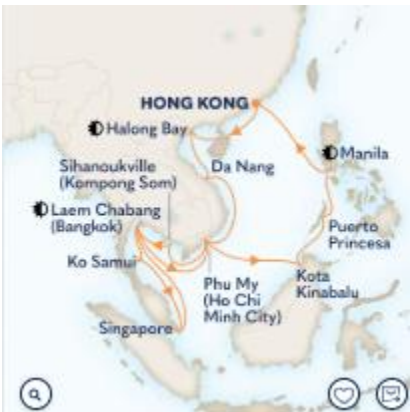 HONG KONG
Halong Bay
Manila
Sihanoukville
(Kompong Som)
Da Nang
Laem Chabang
(Bangkok)
Puerto
Princesa
Ko Samui
Phu My
(Ho Chi
Minh City)
Kota
Kinabalu
Singapore